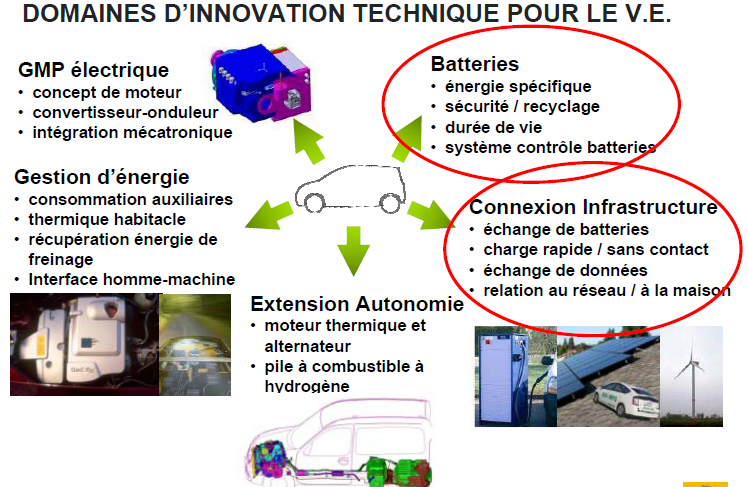 DOMAINES D'INNOVATION TECHNIQUE POUR LE V.E.
GMP électrique
• concept de moteur
• convertisseur-onduleur
• intégration mécatronique
Batteries
• énergie spécifique
• sécurité / recyclage
• durée de vie
• système contrôle batteries
Gestion d'énergie
• consommation auxiliaires
• thermique habitacle
• récupération énergie de
freinage
• Interface homme-machine
Connexion Infrastructure
• échange de batteries
• charge rapide / sans contact
• échange de données
• relation au réseau / à la maison
Extension Autonomie
• moteur thermique et
alternateur
• pile à combustible à
hydrogène